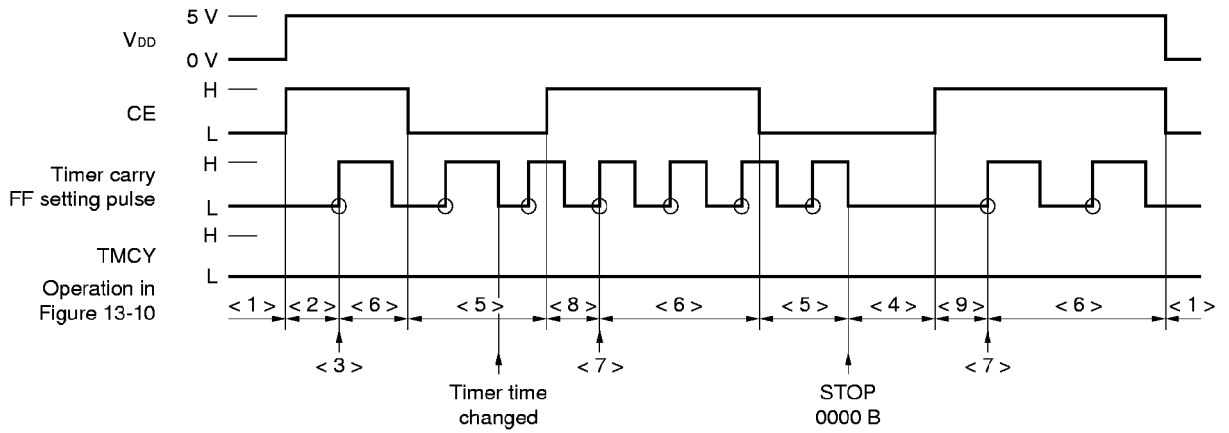 5 V
VDD
0 V
H
CE
L
H
Timer carry
FF setting pulse
L
H
TMCY
L
Operation in
Figure 13-10
< 1 > < 2 > < 6 > < 5 > < 8 > < 6 > < 5 > < 4 > < 9 > < 6 > < 1 >
< 3 > < 7 > < 7 >
Timer time
changed
STOP
0000 B